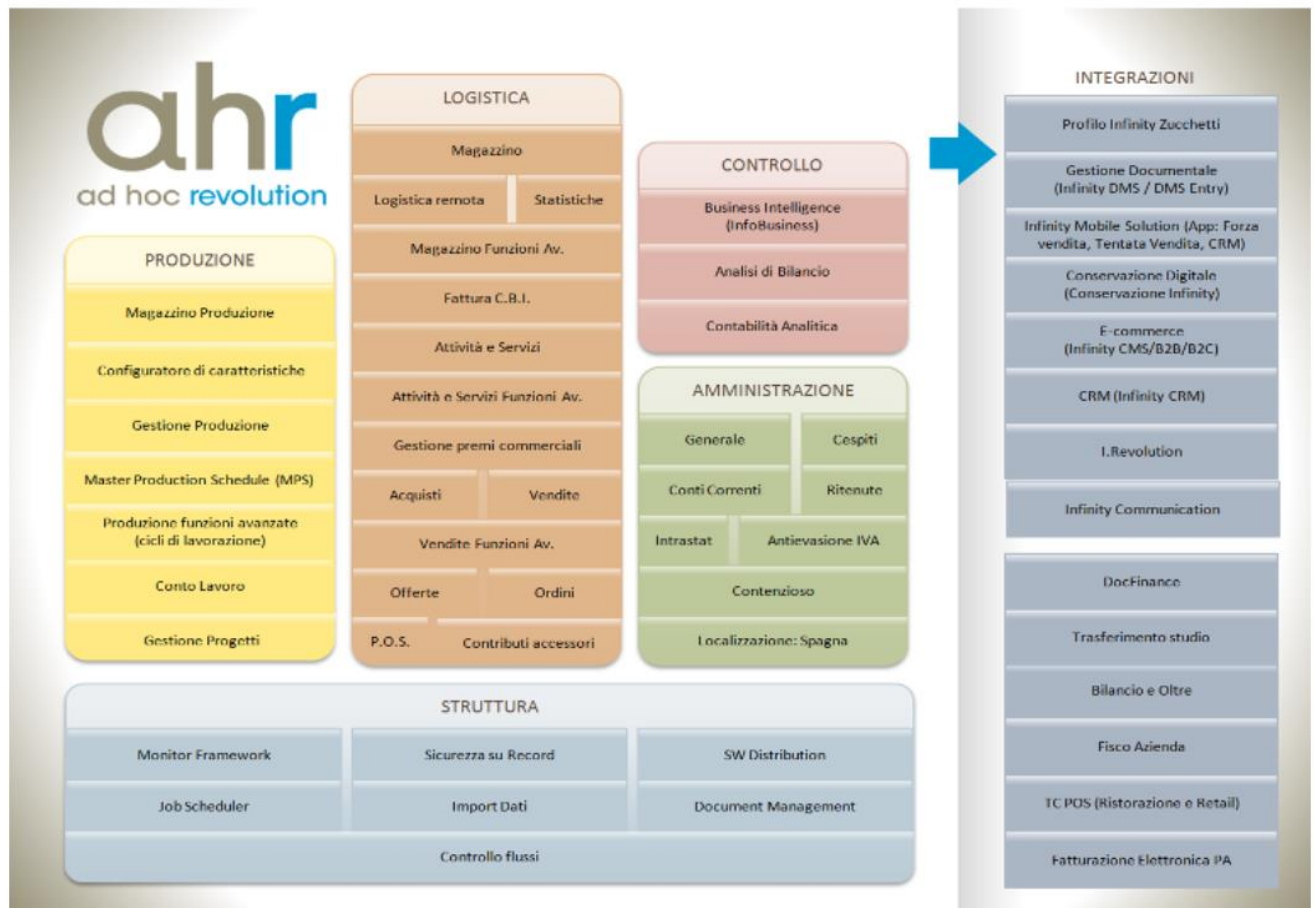 ahr
ad hoc revolution
PRODUZIONE
Magazzino Produzione
Configuratore di caratteristiche
Gestione Produzione
Master Production Schedule (MPS)
Produzione funzioni avanzate
(cicli di lavorazione)
Conto Lavoro
Gestione Progetti
LOGISTICA
Magazzino
Logistica remota
Statistiche
Magazzino Funzioni Av.
Fattura C.B.I.
Attività e Servizi
Attività e Servizi Funzioni Av.
Gestione premi commerciali
Acquisti
Vendite
Vendite Funzioni Av.
Offerte
Ordini
P.O.S.
Contributi accessori
CONTROLLO
Business Intelligence
(InfoBusiness)
Analisi di Bilancio
Contabilità Analitica
AMMINISTRAZIONE
Generale
Cespiti
Conti Correnti
Ritenute
Intrastat
Antievasione IVA
Contenzioso
Localizzazione: Spagna
STRUTTURA
Monitor Framework
Sicurezza su Record
SW Distribution
Job Scheduler
Import Dati
Document Management
Controllo flussi
INTEGRAZIONI
Profilo Infinity Zucchetti
Gestione Documentale
(Infinity DMS / DMS Entry)
Infinity Mobile Solution (App: Forza
vendita, Tentata Vendita, CRM)
Conservazione Digitale
(Conservazione Infinity)
E-commerce
(Infinity CMS/B2B/B2C)
CRM (Infinity CRM)
I.Revolution
Infinity Communication
DocFinance
Trasferimento studio
Bilancio e Oltre
Fisco Azienda
TC POS (Ristorazione e Retail)
Fatturazione Elettronica PA